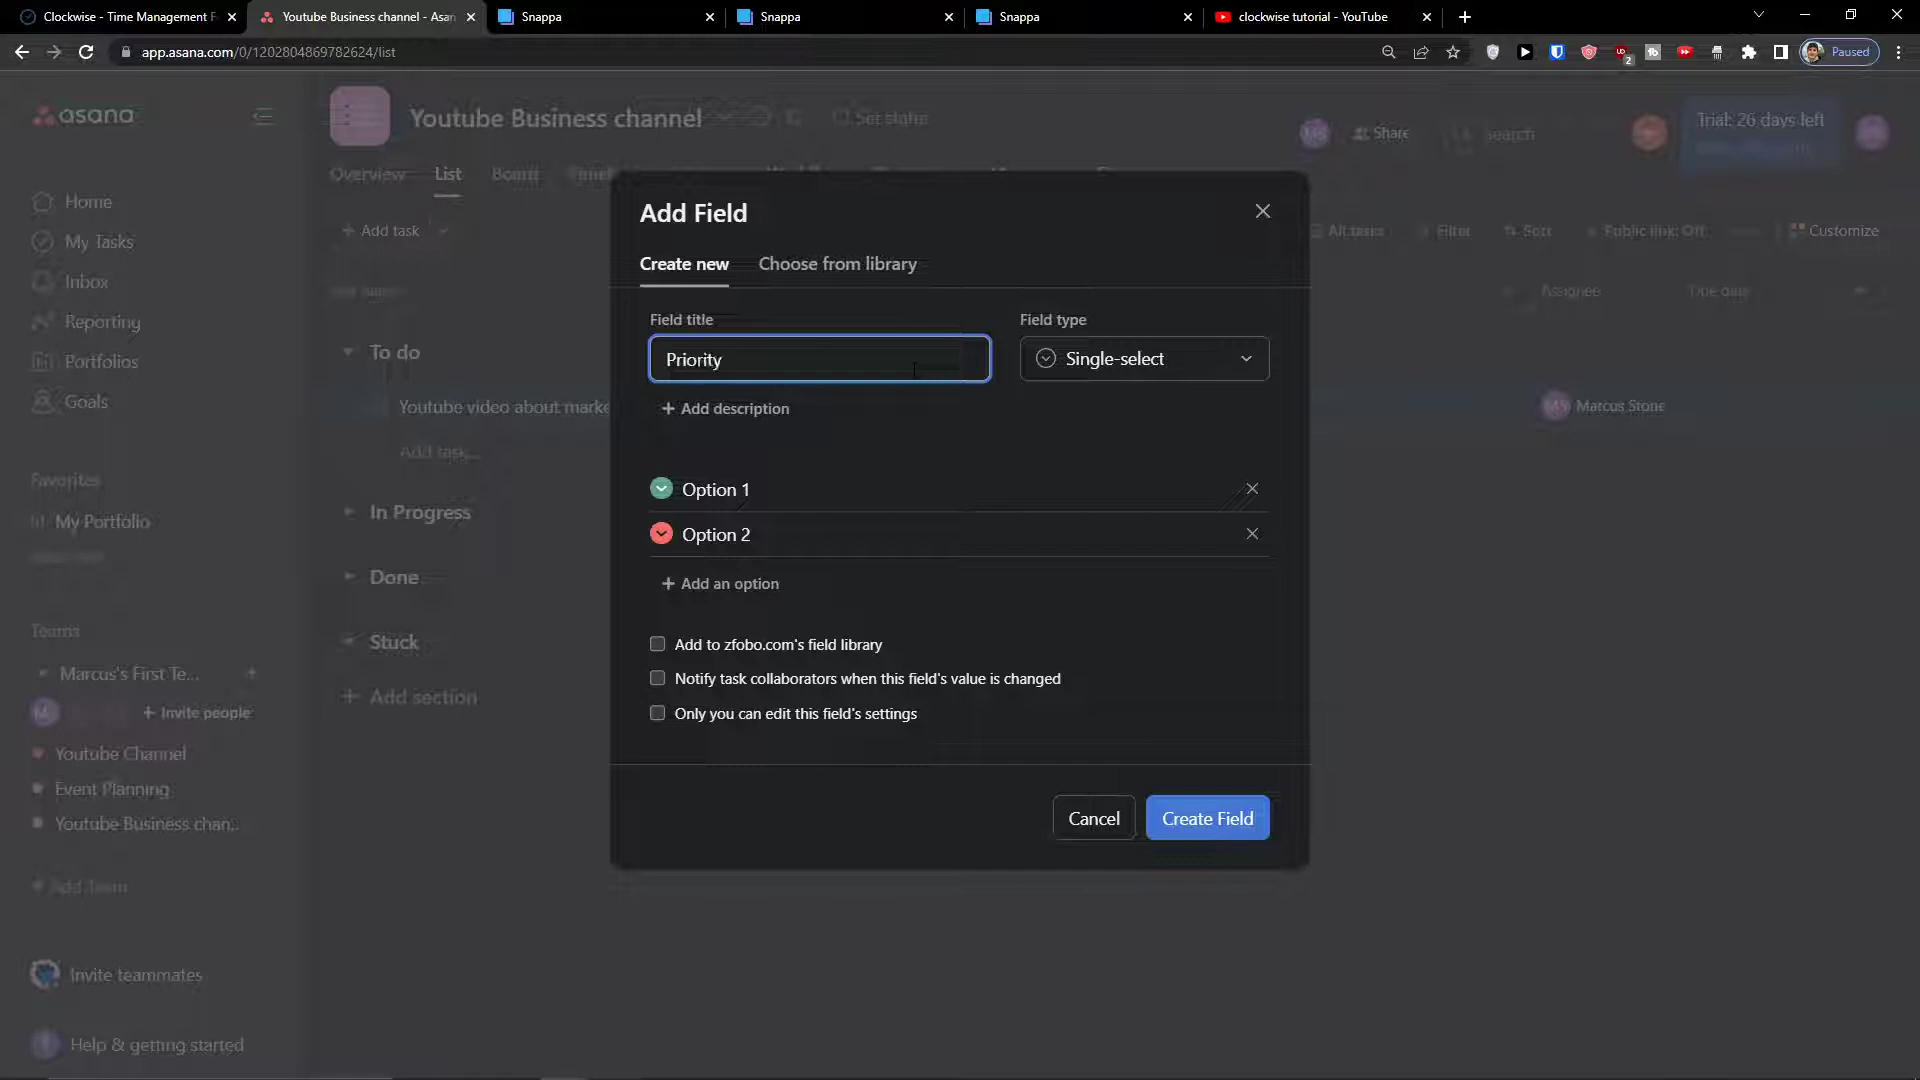 Clockwise - Time Management F
Youtube Business channel - Asan
Snappa
Snappa
Snappa
clockwise tutorial - YouTube
app.asana.com/0/1202804869782624/list
2
Paused
asana
Youtube Business channel
Set status
Share
Search
Trial: 26 days left
Overview
List
Board
Home
My Tasks
Inbox
Reporting
Portfolios
Goals
Add task
All tasks
Filter
Sort
Public link: Off
Customize
Assignee
Due date
To do
Youtube video about marke
MS
Marcus Stone
Add task...
In Progress
Done
Stuck
Add section
Favorites
My Portfolio
Teams
Marcus's First Te...
Invite people
Youtube Channel
Event Planning
Youtube Business chan...
Add Team
Invite teammates
Help & getting started
Add Field
Create new
Choose from library
Field title
Field type
Priority
Single-select
Add description
Option 1
Option 2
Add an option
Add to zfobo.com's field library
Notify task collaborators when this field's value is changed
Only you can edit this field's settings
Cancel
Create Field